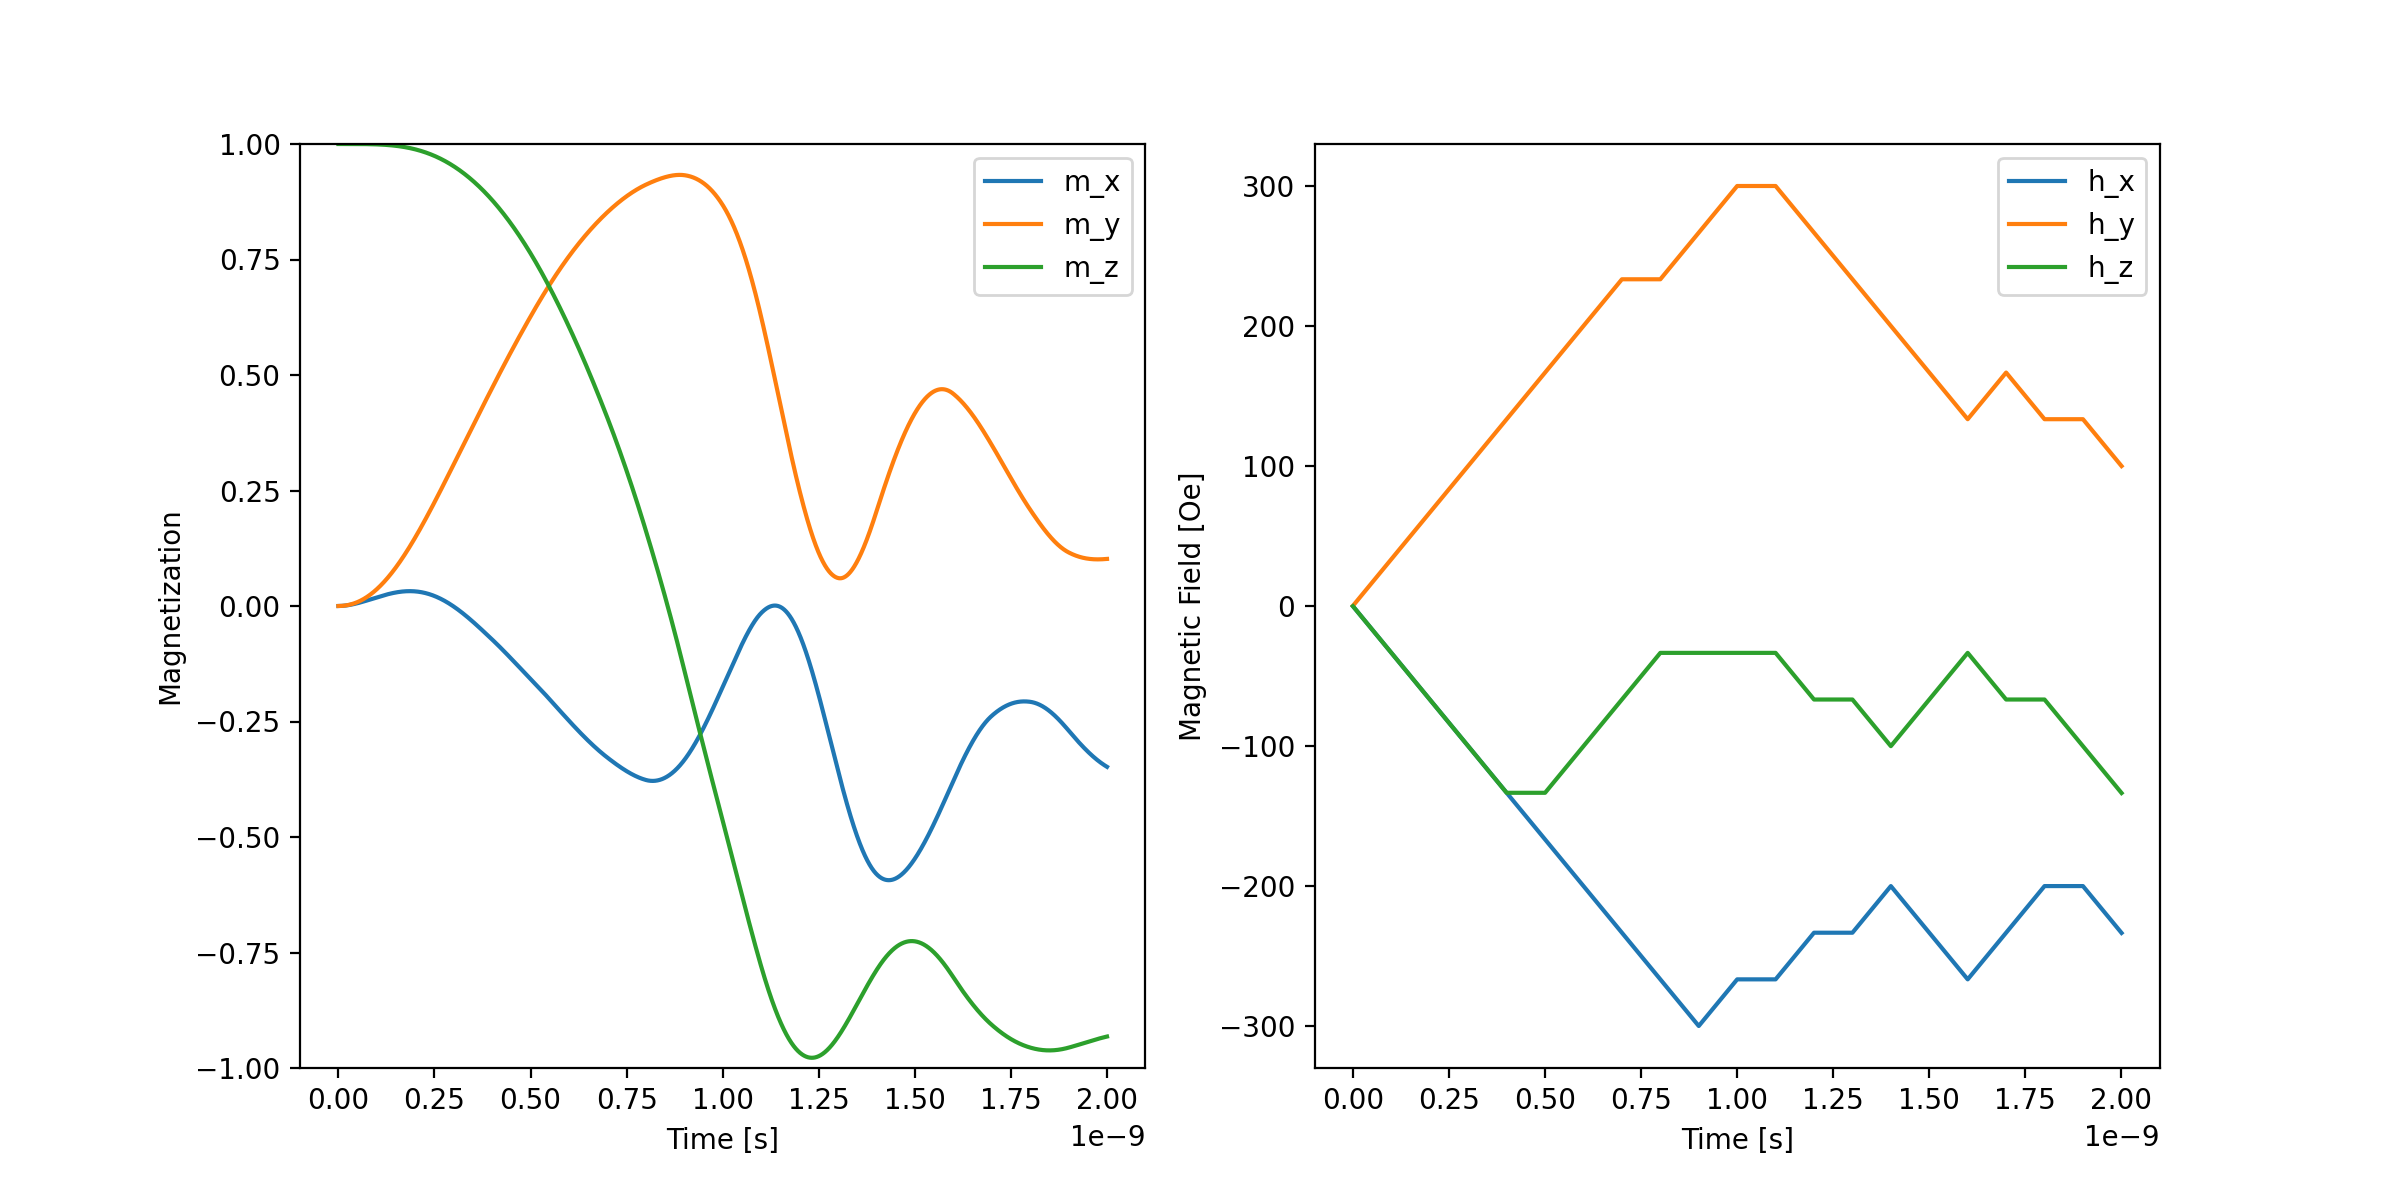 Magnetization
1.00
0.75
0.50
0.25
0.00
−0.25
−0.50
−0.75
−1.00
0.00 0.25 0.50 0.75 1.00 1.25 1.50 1.75 2.00
1e−9
Time [s]
m_x
m_y
m_z
Magnetic Field [Oe]
300
200
100
0
−100
−200
−300
0.00 0.25 0.50 0.75 1.00 1.25 1.50 1.75 2.00
1e−9
Time [s]
h_x
h_y
h_z